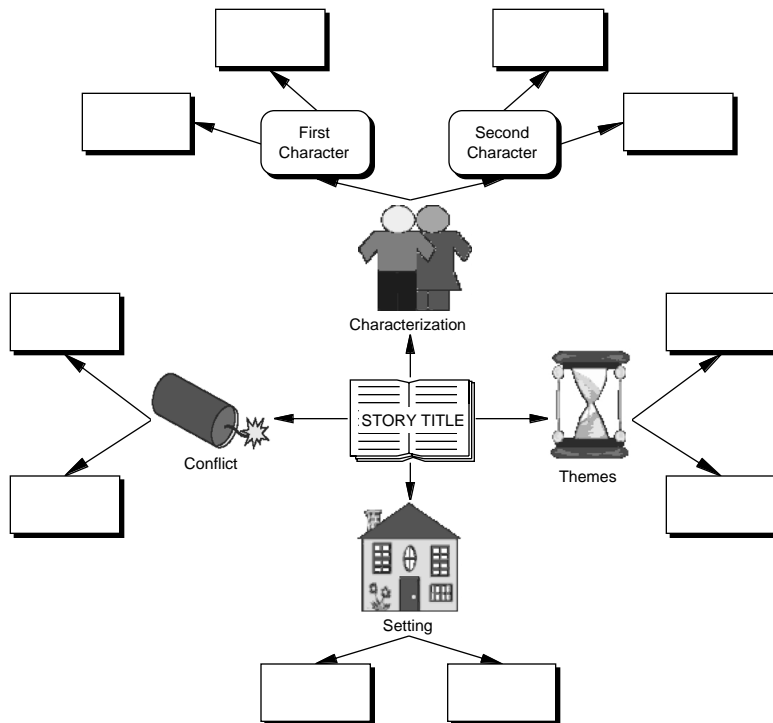 First
Character
Second
Character
Characterization
STORY TITLE
Conflict
Themes
Setting